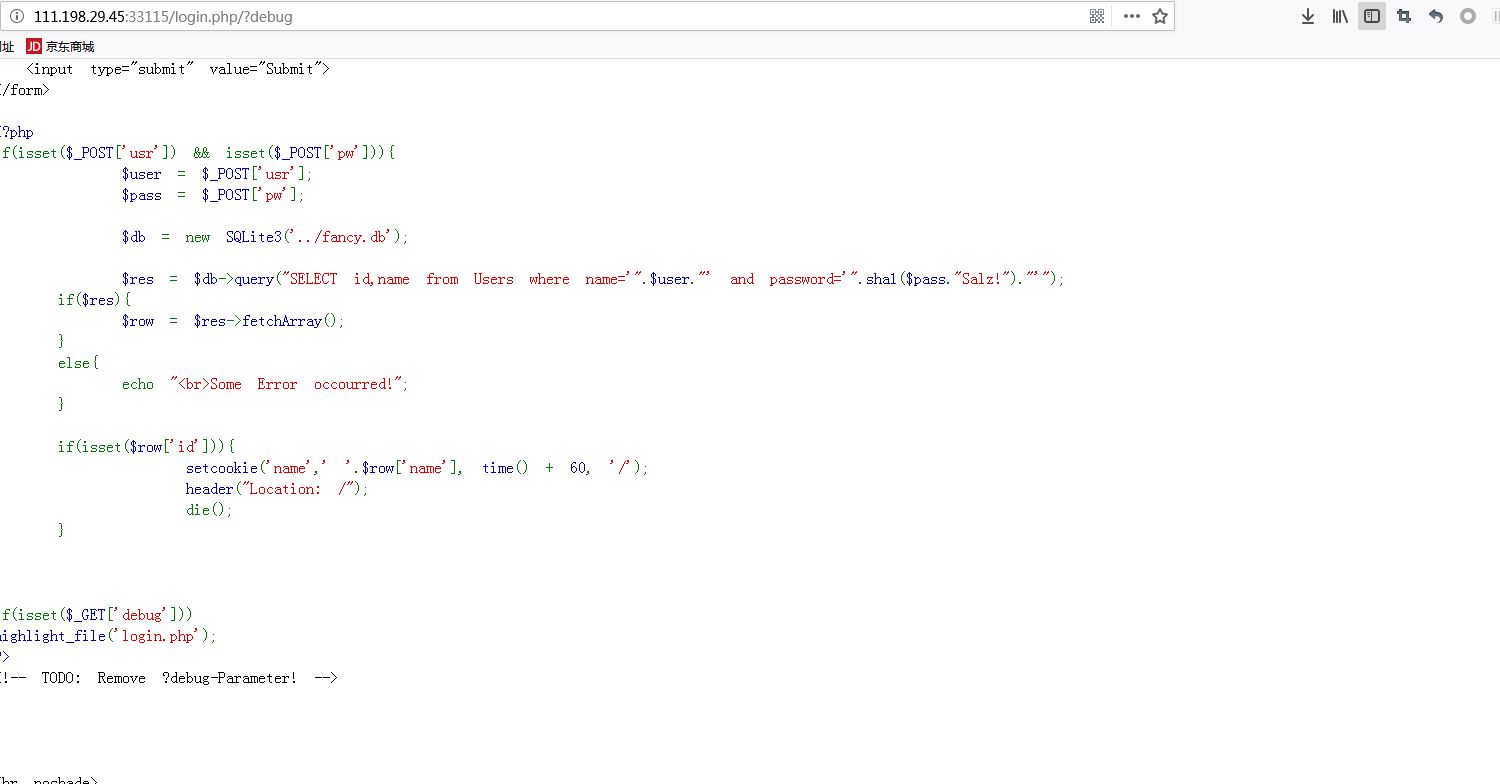 111.198.29.45:33115/login.php/?debug
址 JD 京东商城
<input type="submit" value="Submit">
/form>
?php
f(isset($_POST['usr']) && isset($_POST['pw'])){
$user = $_POST['usr'];
$pass = $_POST['pw'];
$db = new SQLite3('../fancy.db');
$res = $db->query("SELECT id,name from Users where name='".$user."' and password='".sha1($pass."Salz!")."'");
if($res){
$row = $res->fetchArray();
}
else{
echo "<br>Some Error occourred!";
}
if(isset($row['id'])){
setcookie('name',' '.$row['name'], time() + 60, '/');
header("Location: /");
die();
}
f(isset($_GET['debug']))
highlight_file('login.php');
?>
!-- TODO: Remove ?debug-Parameter! -->
hr noshade>